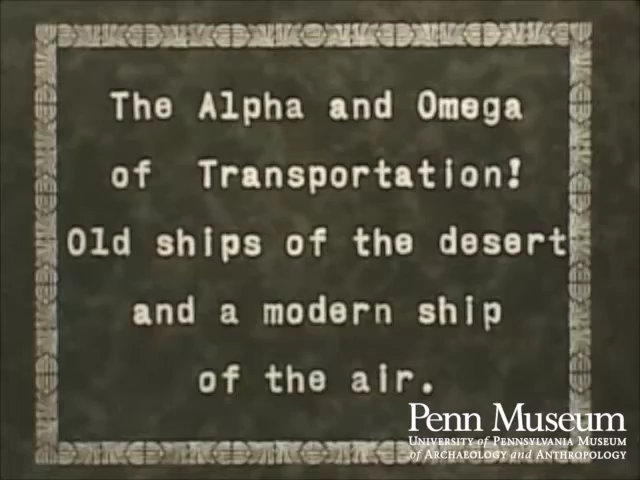 The Alpha and Omega
of Transportation!
Old ships of the desert
and a modern ship
of the air.
Penn Museum
University of Pennsylvania Museum
of Archaeology and Anthropology